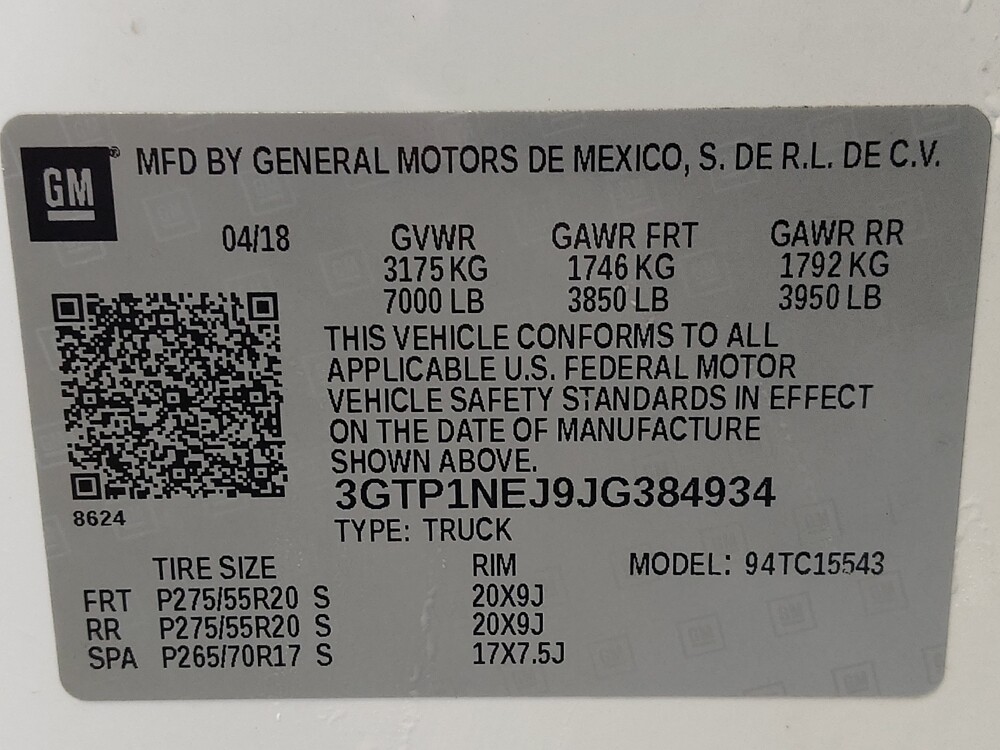 GM ® MFD BY GENERAL MOTORS DE MEXICO, S. DE R.L. DE C.V.
04/18 GVWR GAWR FRT GAWR RR
3175 KG 1746 KG 1792 KG
7000 LB 3850 LB 3950 LB
THIS VEHICLE CONFORMS TO ALL
APPLICABLE U.S. FEDERAL MOTOR
VEHICLE SAFETY STANDARDS IN EFFECT
ON THE DATE OF MANUFACTURE
SHOWN ABOVE.
3GTP1NEJ9JG384934
8624
TYPE: TRUCK
TIRE SIZE RIM MODEL: 94TC15543
FRT P275/55R20 S 20X9J
RR P275/55R20 S 20X9J
SPA P265/70R17 S 17X7.5J